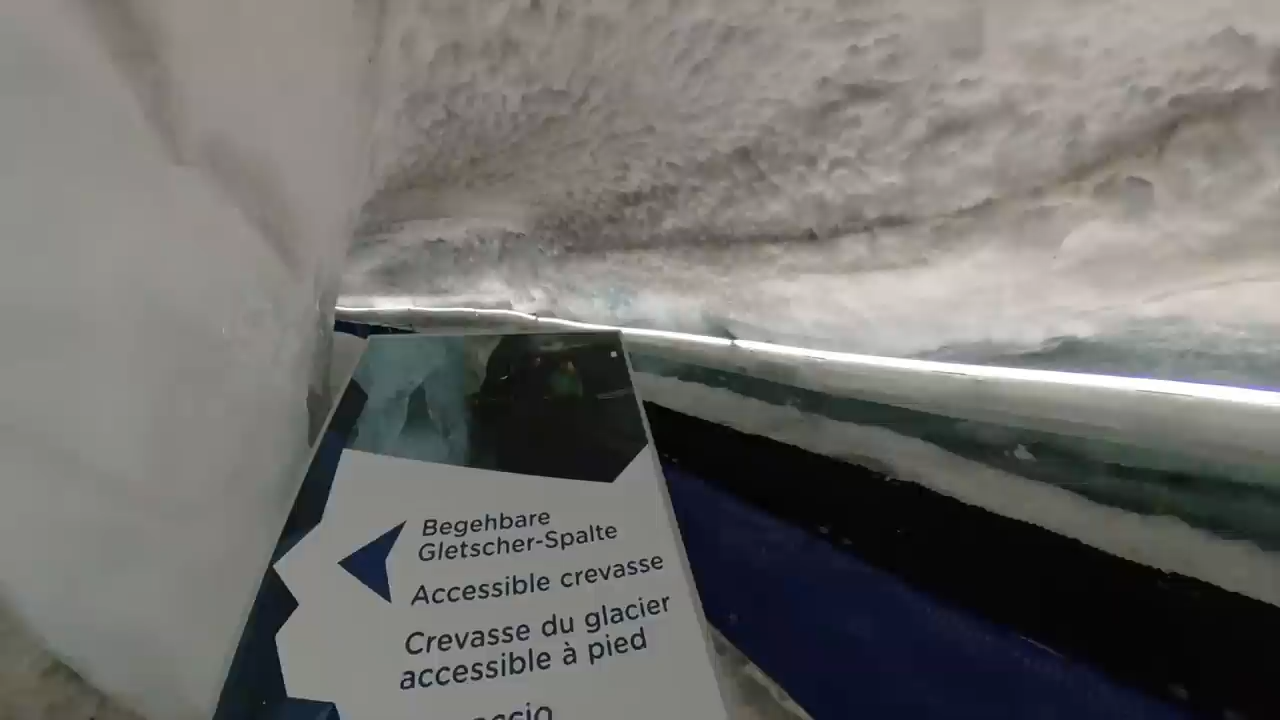 Begehbare
Gletscher-Spalte
Accessible crevasse
Crevasse du glacier
accessible à pied